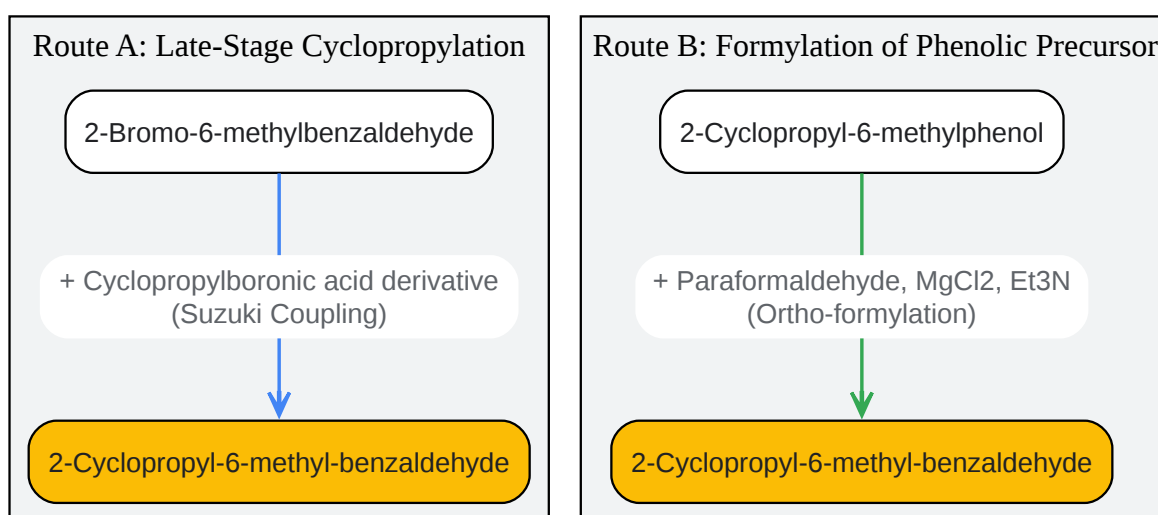 Route A: Late-Stage Cyclopropylation
2-Bromo-6-methylbenzaldehyde
+ Cyclopropylboronic acid derivative
(Suzuki Coupling)
2-Cyclopropyl-6-methyl-benzaldehyde
Route B: Formylation of Phenolic Precursor
2-Cyclopropyl-6-methylphenol
+ Paraformaldehyde, MgCl2, Et3N
(Ortho-formylation)
2-Cyclopropyl-6-methyl-benzaldehyde